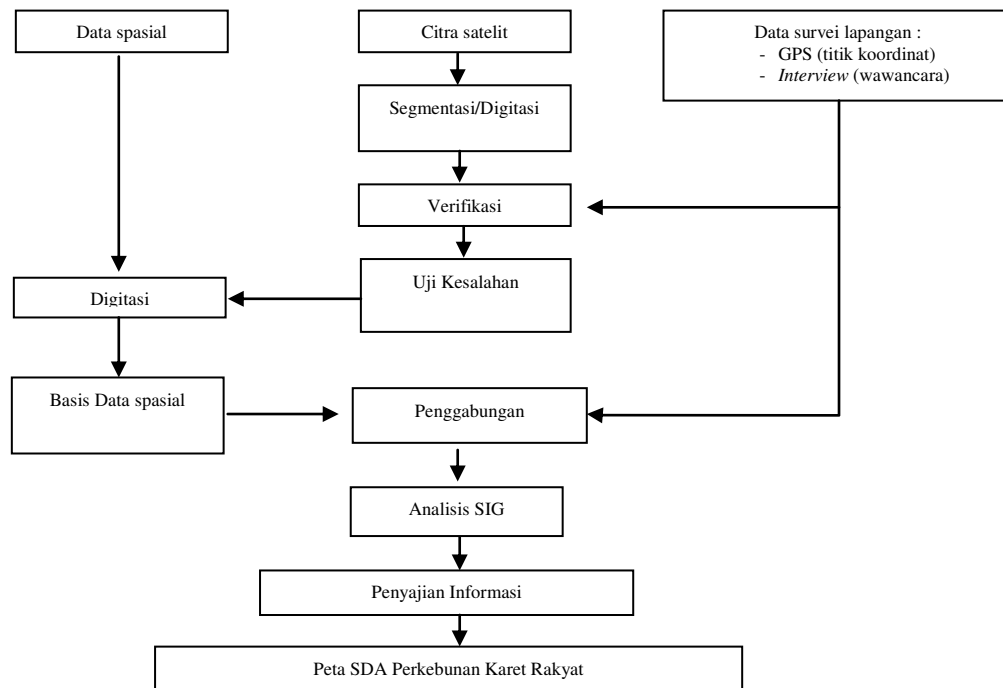 Data spasial
Citra satelit
Data survei lapangan :
- GPS (titik koordinat)
- Interview (wawancara)
Segmentasi/Digitasi
Verifikasi
Uji Kesalahan
Digitasi
Basis Data spasial
Penggabungan
Analisis SIG
Penyajian Informasi
Peta SDA Perkebunan Karet Rakyat